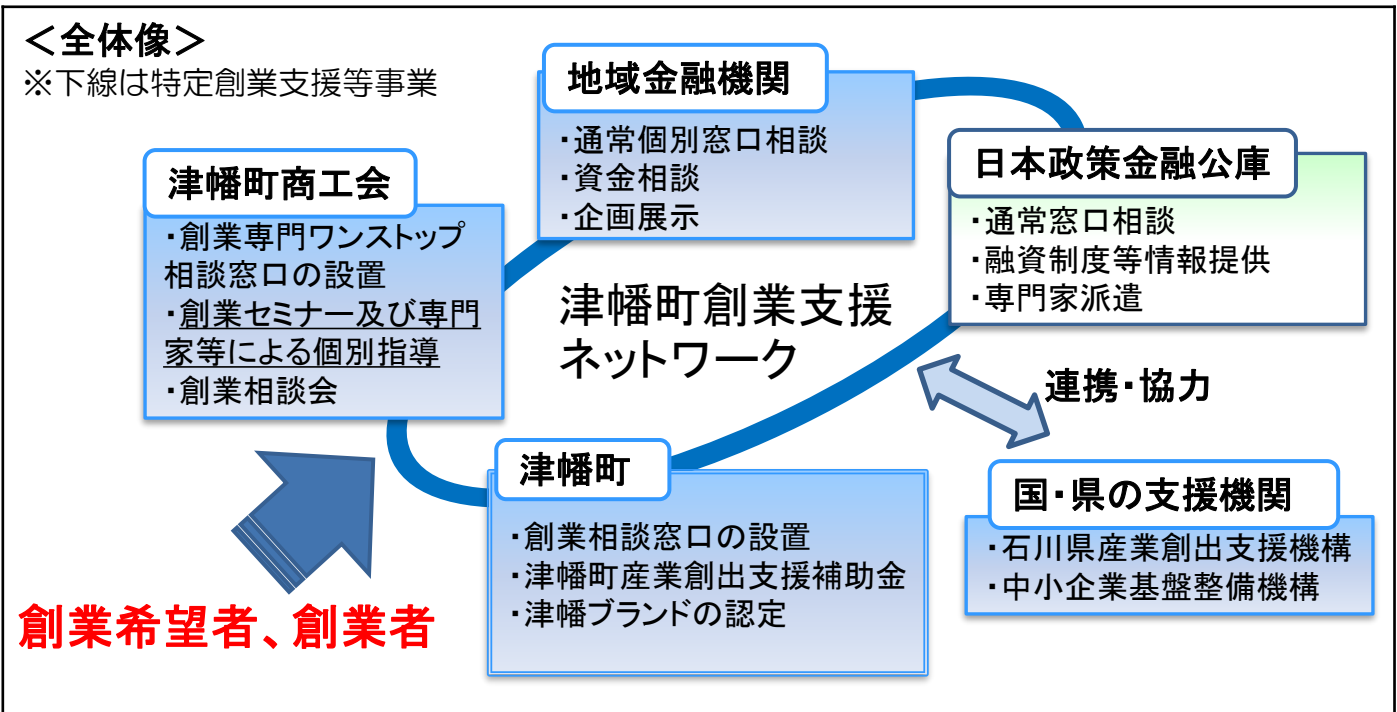 ＜全体像＞
※下線は特定創業支援等事業
地域金融機関
・通常個別窓口相談
・資金相談
・企画展示
日本政策金融公庫
・通常窓口相談
・融資制度等情報提供
・専門家派遣
津幡町商工会
・創業専門ワンストップ
相談窓口の設置
・創業セミナー及び専門
家等による個別指導
・創業相談会
津幡町創業支援
ネットワーク
連携・協力
津幡町
・創業相談窓口の設置
・津幡町産業創出支援補助金
・津幡ブランドの認定
国・県の支援機関
・石川県産業創出支援機構
・中小企業基盤整備機構
創業希望者、創業者